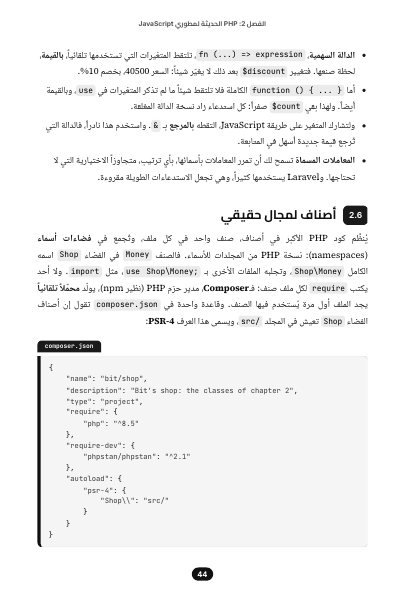 الفصل 2: PHP الحديثة لمطوري JavaScript
• الدالة السهمية، fn (...) => expression، تلتقط المتغيرات التي تستخدمها تلقائياً، بالقيمة،
لحظة صنعها. فتغيير $discount بعد ذلك لا يغيّر شيئاً: السعر 40500، بخصم 10%.
• أما function () { ... } الكاملة فلا تلتقط شيئاً ما لم تذكر المتغيرات في use، وبالقيمة
أيضاً. ولهذا بقي $count صفراً: كل استدعاء زاد نسخة الدالة المغلقة.
• ولتشارك المتغير على طريقة JavaScript، التقطه بالمرجع بـ &. واستخدم هذا نادراً، فالدالة التي
تُرجع قيمة جديدة أسهل في المتابعة.
• المعاملات المسماة تسمح لك أن تمرر المعاملات بأسمائها، بأي ترتيب، متجاوزاً الاختيارية التي لا
تحتاجها. وLaravel يستخدمها كثيراً، وهي تجعل الاستدعاءات الطويلة مقروءة.
2.6 أصناف لمجال حقيقي
يُنظَّم كود PHP الأكبر في أصناف، صنف واحد في كل ملف، وتُجمع في فضاءات أسماء
(namespaces): نسخة PHP من المجلدات للأسماء. فالصنف Money في الفضاء Shop اسمه
الكامل Shop\Money، وتجلبه الملفات الأخرى بـ use Shop\Money;، مثل import. ولا أحد
يكتب require لكل ملف صنف: فـComposer، مدير حزم PHP (نظير npm)، يولّد محمّلاً تلقائياً
يجد الملف أول مرة يُستخدم فيها الصنف. وقاعدة واحدة في composer.json تقول إن أصناف
الفضاء Shop تعيش في المجلد src/، ويسمى هذا العرف PSR-4:
composer.json
{
"name": "bit/shop",
"description": "Bit's shop: the classes of chapter 2",
"type": "project",
"require": {
"php": "^8.5"
},
"require-dev": {
"phpstan/phpstan": "^2.1"
},
"autoload": {
"psr-4": {
"Shop\\": "src/"
}
}
}
44